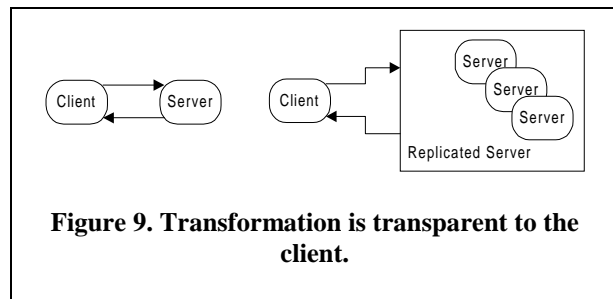 Client
Server
Client
Server
Server
Server
Replicated Server
Figure 9. Transformation is transparent to the
client.